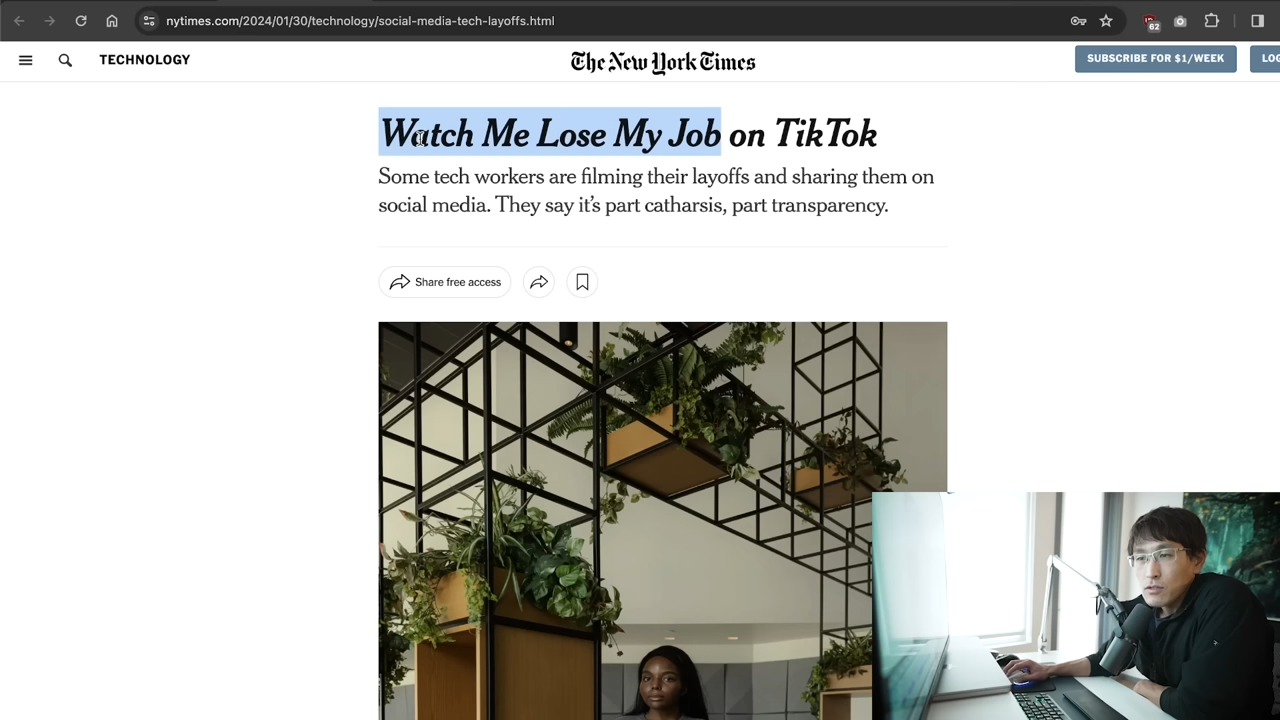 nytimes.com/2024/01/30/technology/social-media-tech-layoffs.html
62
TECHNOLOGY
The New York Times
SUBSCRIBE FOR $1/WEEK
LOG
Watch Me Lose My Job on TikTok
Some tech workers are filming their layoffs and sharing them on
social media. They say it’s part catharsis, part transparency.
Share free access